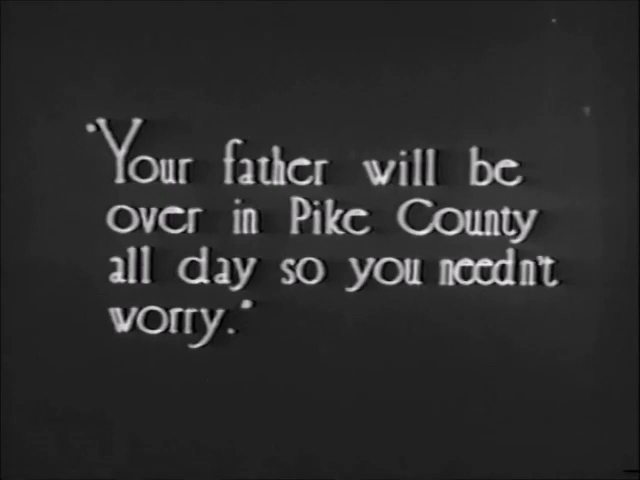 "Your father will be
over in Pike County
all day so you needn't
worry."